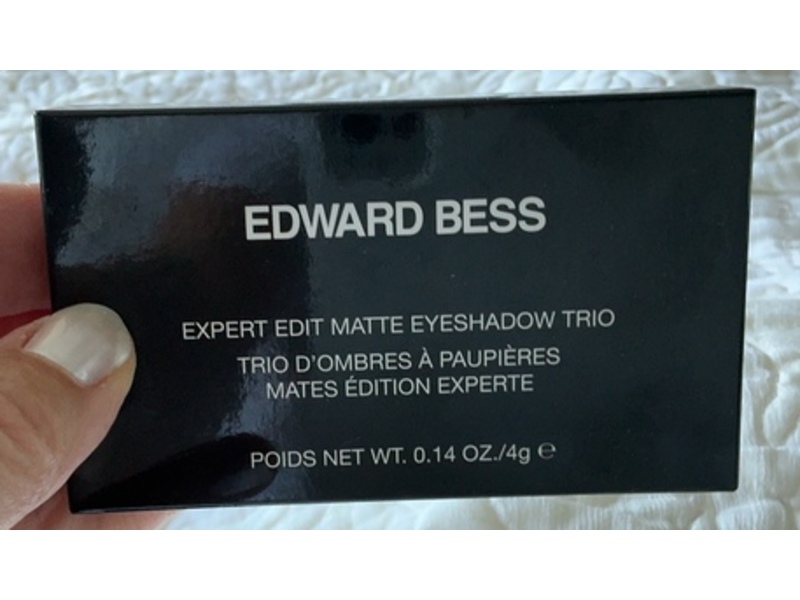 EDWARD BESS
EXPERT EDIT MATTE EYESHADOW TRIO
TRIO D'OMBRES À PAUPIÈRES
MATES ÉDITION EXPERTE
POIDS NET WT. 0.14 OZ./4g ℮